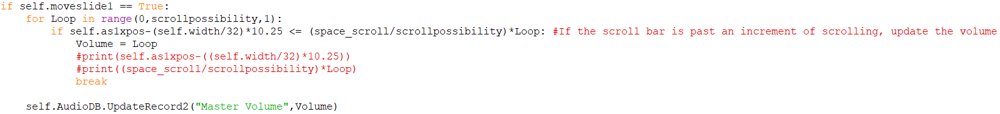 if self.moveslide1 == True:
    for Loop in range(0,scrollpossibility,1):
        if self.as1xpos-(self.width/32)*10.25 <= (space_scroll/scrollpossibility)*Loop: #If the scroll bar is past an increment of scrolling, update the volume
            Volume = Loop
            #print(self.as1xpos-((self.width/32)*10.25))
            #print((space_scroll/scrollpossibility)*Loop)
            break
    self.AudioDB.UpdateRecord2("Master Volume",Volume)